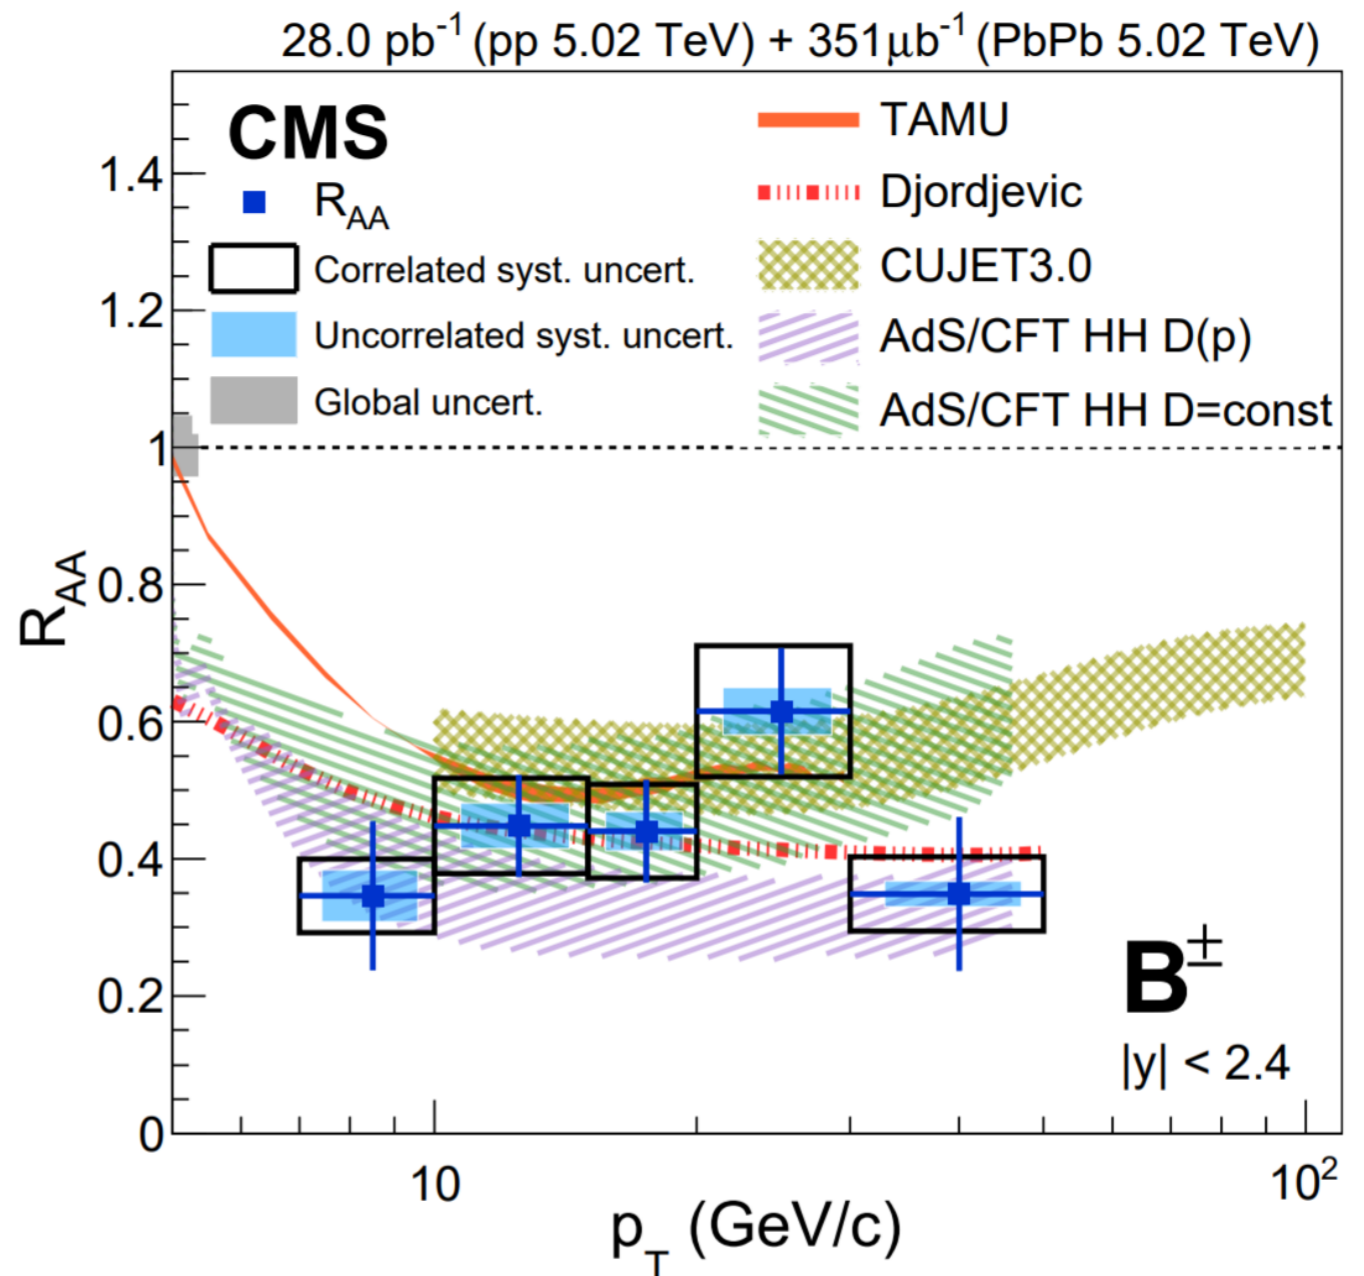 28.0 pb⁻¹ (pp 5.02 TeV) + 351μb⁻¹ (PbPb 5.02 TeV)
CMS
R_AA
Correlated syst. uncert.
Uncorrelated syst. uncert.
Global uncert.
TAMU
Djordjevic
CUJET3.0
AdS/CFT HH D(p)
AdS/CFT HH D=const
1.4
1.2
1
0.8
0.6
0.4
0.2
0
R_AA
B±
|y| < 2.4
10
10²
p_T (GeV/c)